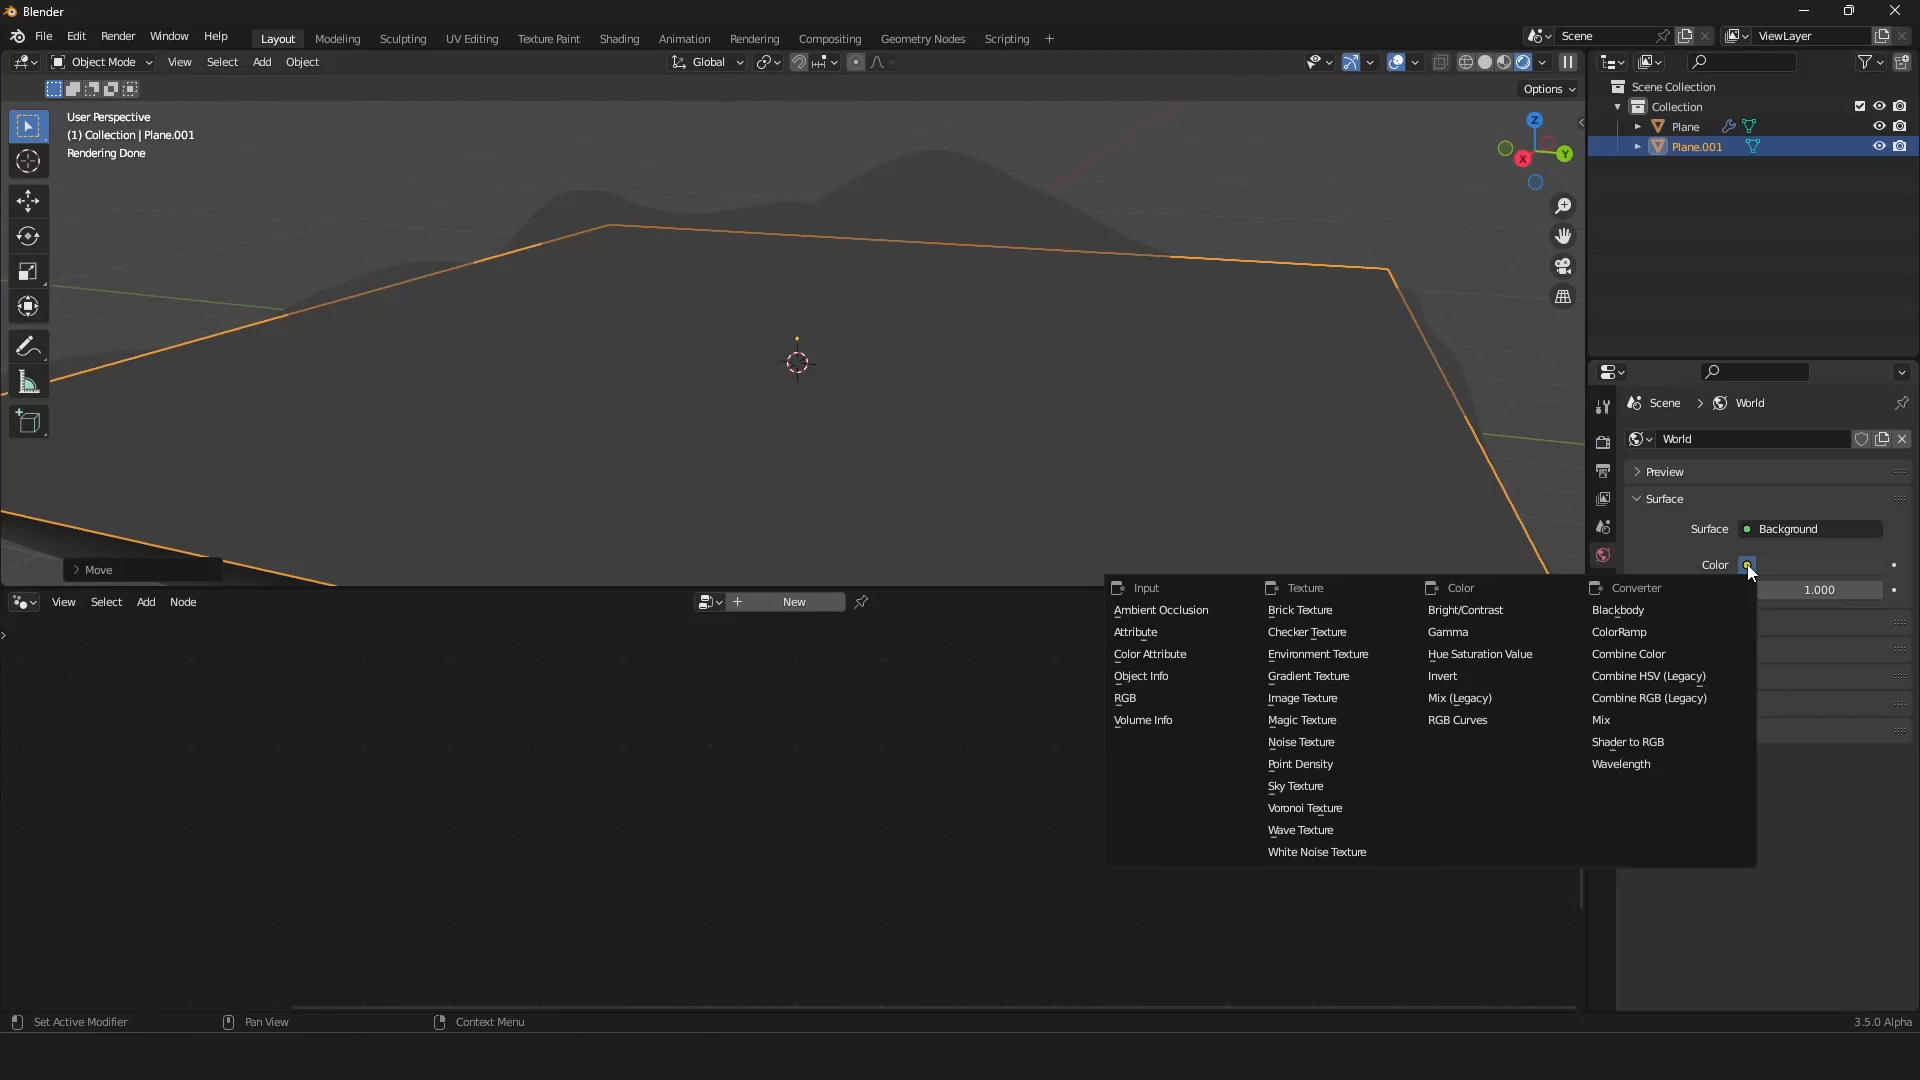 Blender
File Edit Render Window Help Layout Modeling Sculpting UV Editing Texture Paint Shading Animation Rendering Compositing Geometry Nodes Scripting + Scene ViewLayer
Object Mode View Select Add Object Global
Options
User Perspective
(1) Collection | Plane.001
Rendering Done
Z
Y
X
Move
Scene Collection
Collection
Plane
Plane.001
Scene > World
World
Preview
Surface
Surface Background
Color
1.000
View Select Add Node + New
Input
Ambient Occlusion
Attribute
Color Attribute
Object Info
RGB
Volume Info
Texture
Brick Texture
Checker Texture
Environment Texture
Gradient Texture
Image Texture
Magic Texture
Noise Texture
Point Density
Sky Texture
Voronoi Texture
Wave Texture
White Noise Texture
Color
Bright/Contrast
Gamma
Hue Saturation Value
Invert
Mix (Legacy)
RGB Curves
Converter
Blackbody
ColorRamp
Combine Color
Combine HSV (Legacy)
Combine RGB (Legacy)
Mix
Shader to RGB
Wavelength
Set Active Modifier Pan View Context Menu 3.5.0 Alpha